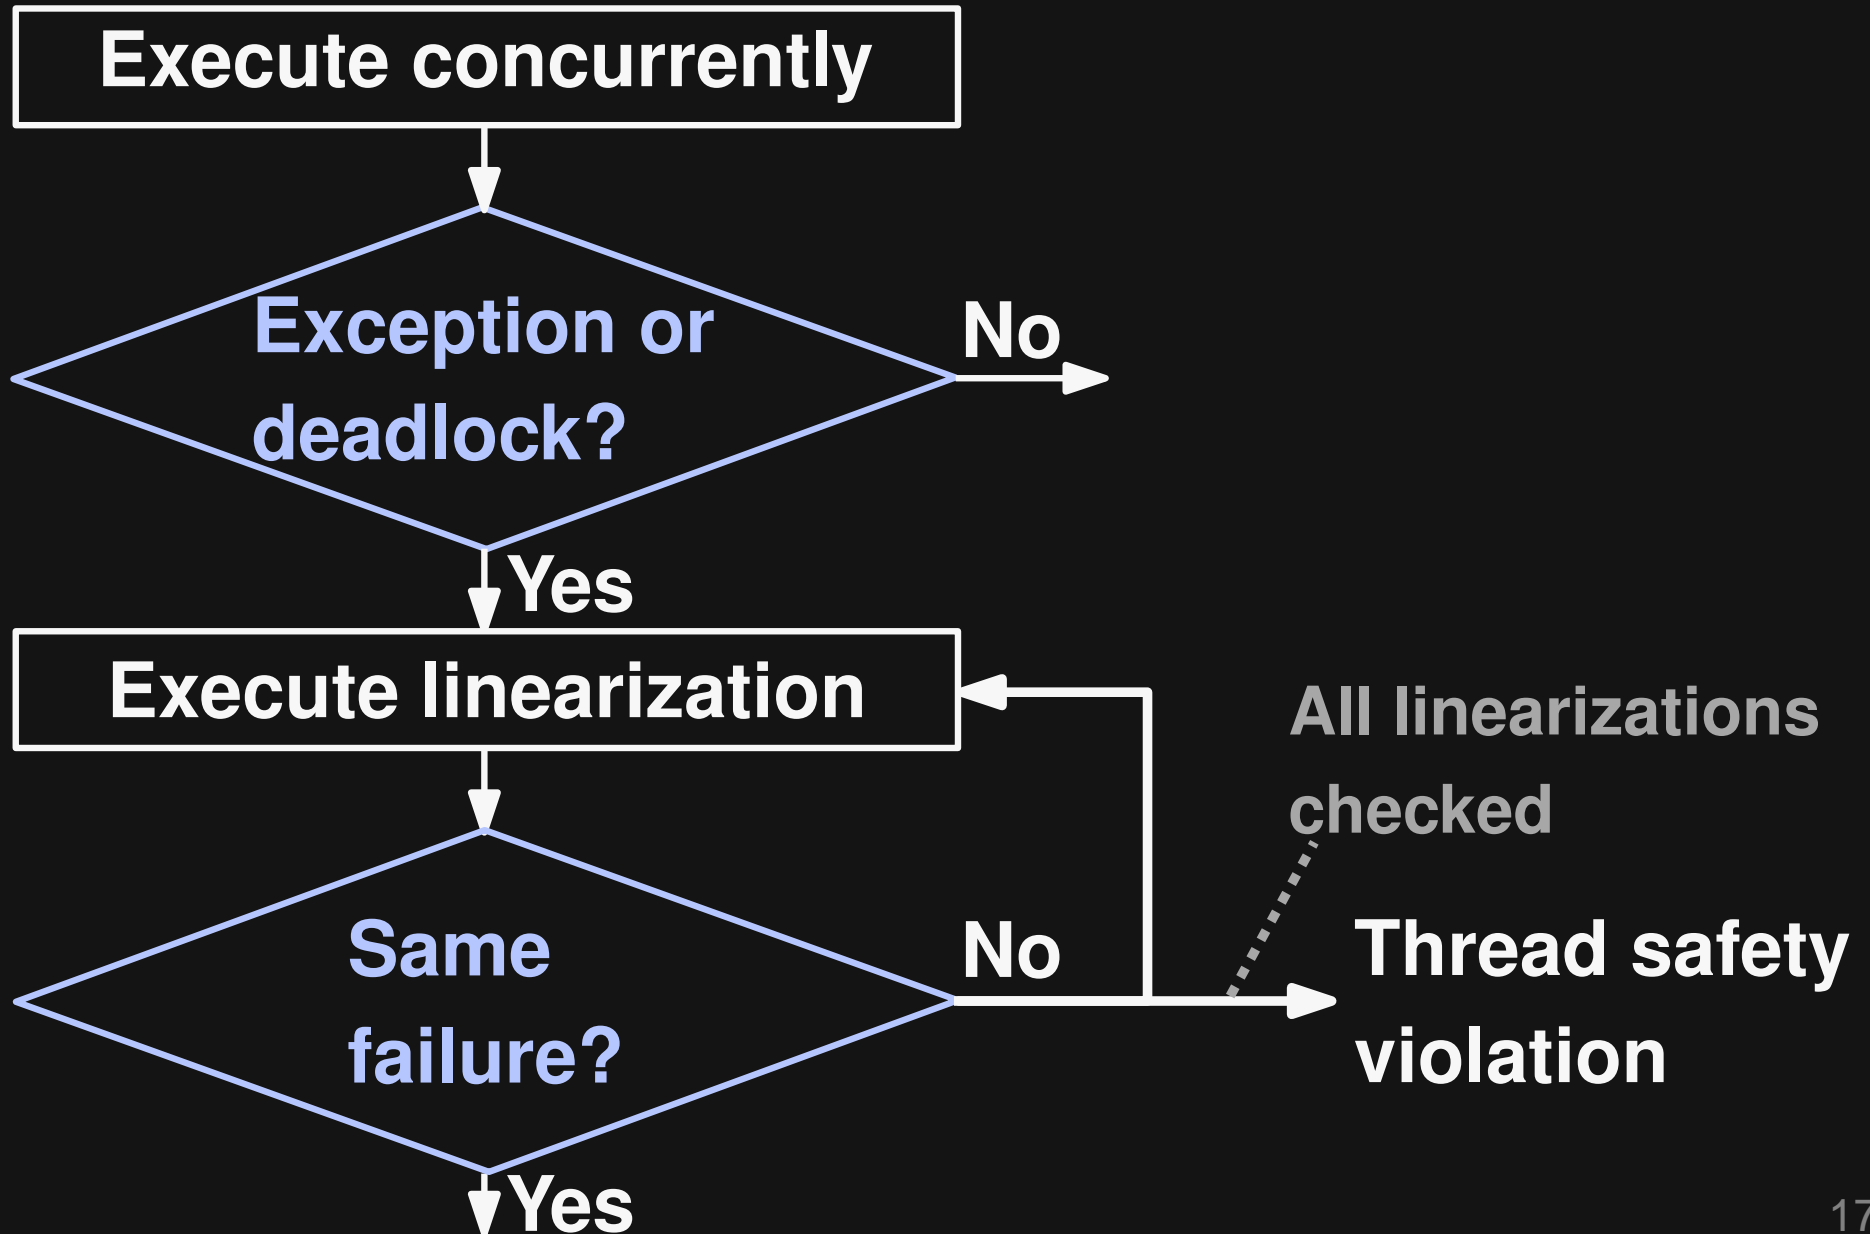 Execute concurrently
Exception or
deadlock?
No
Yes
Execute linearization
All linearizations
checked
Same
failure?
No
Thread safety
violation
Yes
17